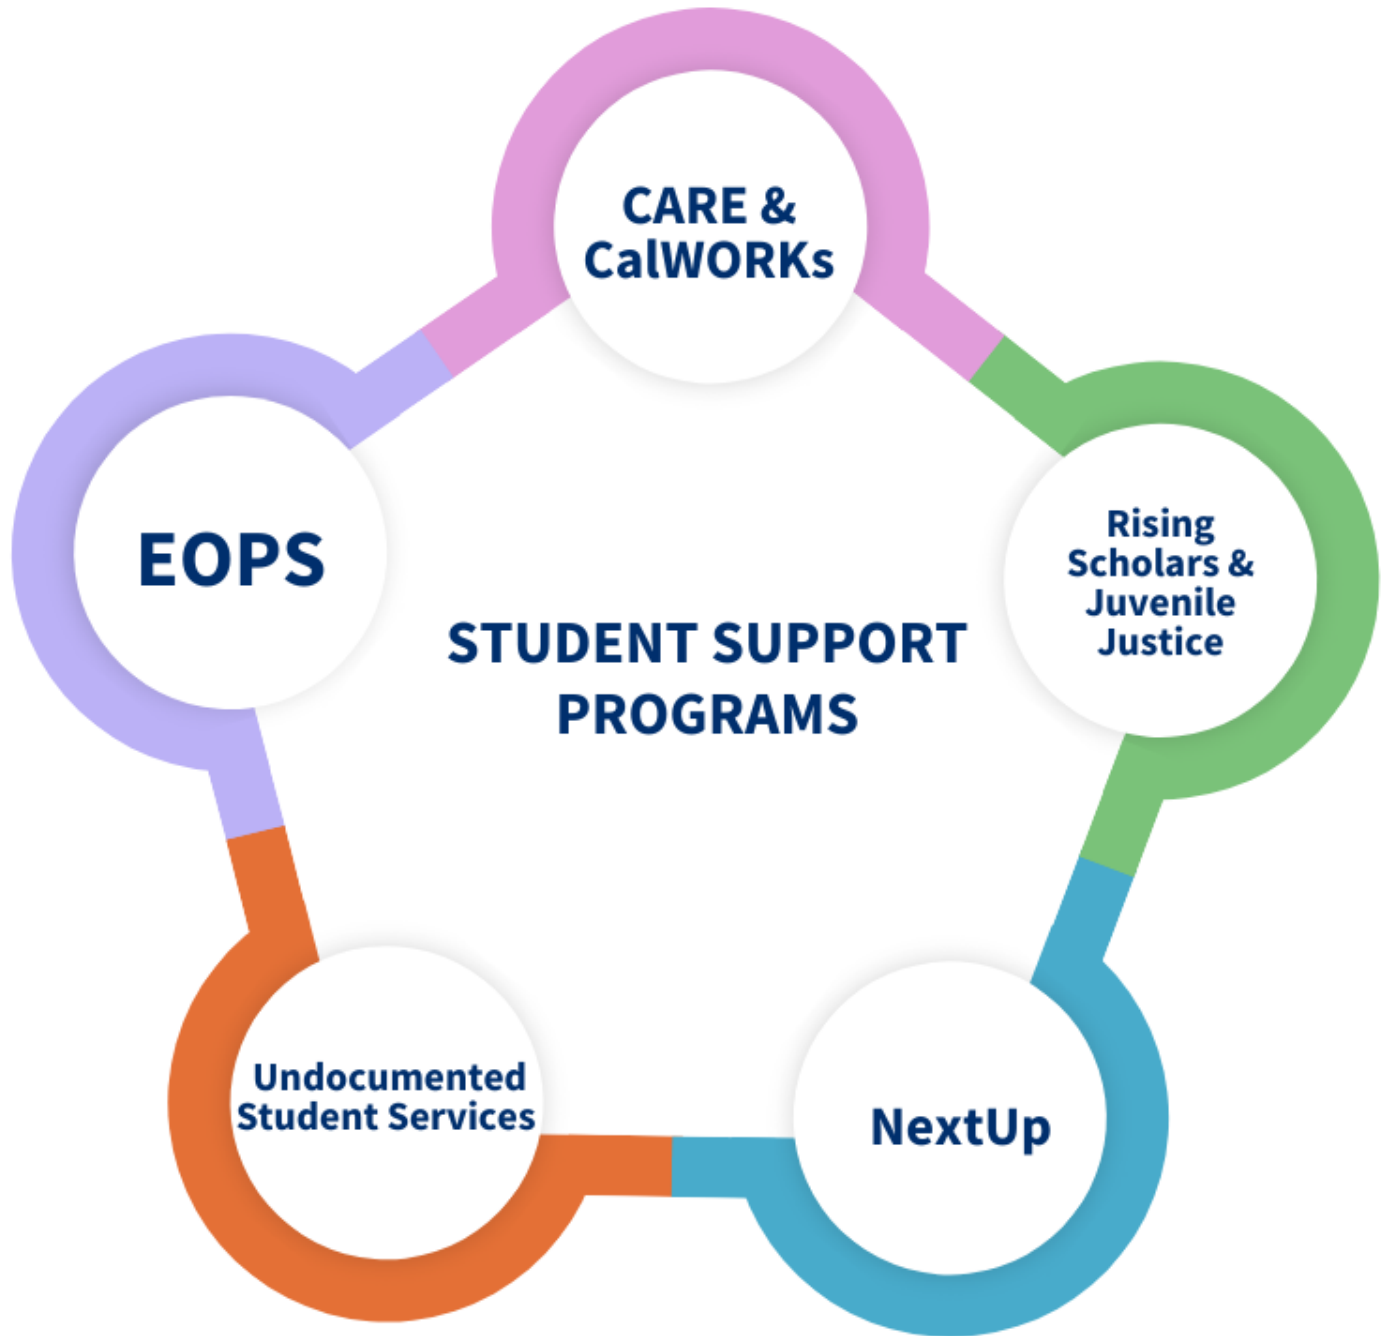 CARE &
CalWORKs
EOPS
Rising
Scholars &
Juvenile
Justice
STUDENT SUPPORT
PROGRAMS
Undocumented
Student Services
NextUp